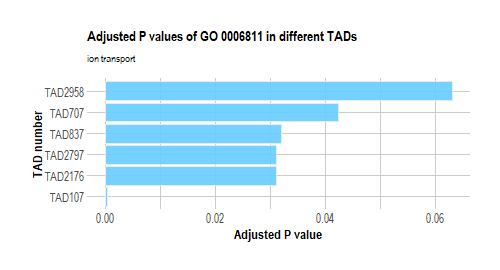 Adjusted P values of GO 0006811 in different TADs
ion transport
TAD number
TAD2958
TAD707
TAD837
TAD2797
TAD2176
TAD107
0.00 0.02 0.04 0.06
Adjusted P value